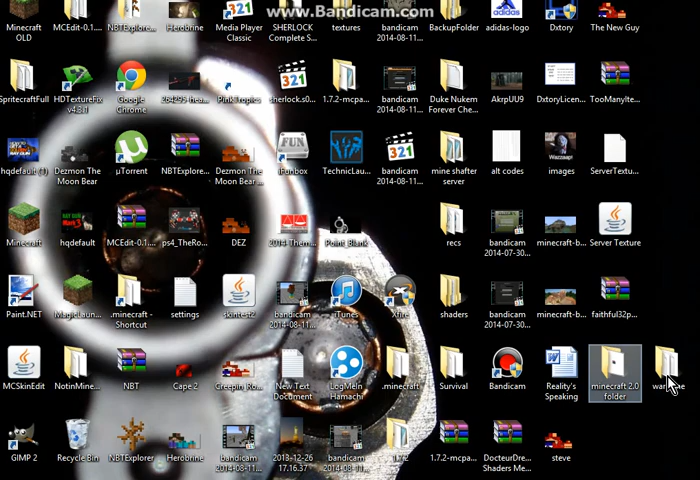 www.Bandicam.com
Minecraft OLD
MCEdit-0.1....
NBTExplore...
Herobrine
Media Player Classic
SHERLOCK Complete S...
textures
bandicam 2014-08-11...
BackupFolder
adidas-logo
Dxtory
The New Guy
SpritecraftFull
HDTextureFix v4.3!!
Google Chrome
PinkTropics
sherlock.s0...
1.7.2-mcpa...
bandicam 2014-08-11...
Duke Nukem Forever Che...
AkrpUU9
DxtoryLicen...
TooManyIte...
hqdefault (1)
Dezmon The Moon Bear
µTorrent
NBTExplore...
Dezmon The Moon Bear ...
iFunbox
TechnicLau...
bandicam 2014-08-11...
mine shafter server
alt codes
images
ServerTextu...
Minecraft
hqdefault
MCEdit-0.1....
ps4_TheRo...
DEZ
2014-Them...
Point_Blank
recs
bandicam 2014-07-30...
minecraft-b...
Server Texture
Paint.NET
MagicLaun...
.minecraft - Shortcut
settings
skintest2
bandicam 2014-08-11...
iTunes
Xfire
shaders
bandicam 2014-07-30...
minecraft-b...
faithful32p...
MCSkinEdit
NotinMine...
NBT
Cape 2
Creepin_Ro...
New Text Document
LogMeIn Hamachi
.minecraft
Survival
Bandicam
Reality's Speaking
minecraft 2.0 folder
GIMP 2
Recycle Bin
NBTExplorer
Herobrine
bandicam 2014-08-11...
2013-12-26 17.16.37
bandicam 2014-08-11...
1.7.2
1.7.2-mcpa...
DocteurDre... Shaders Me...
steve